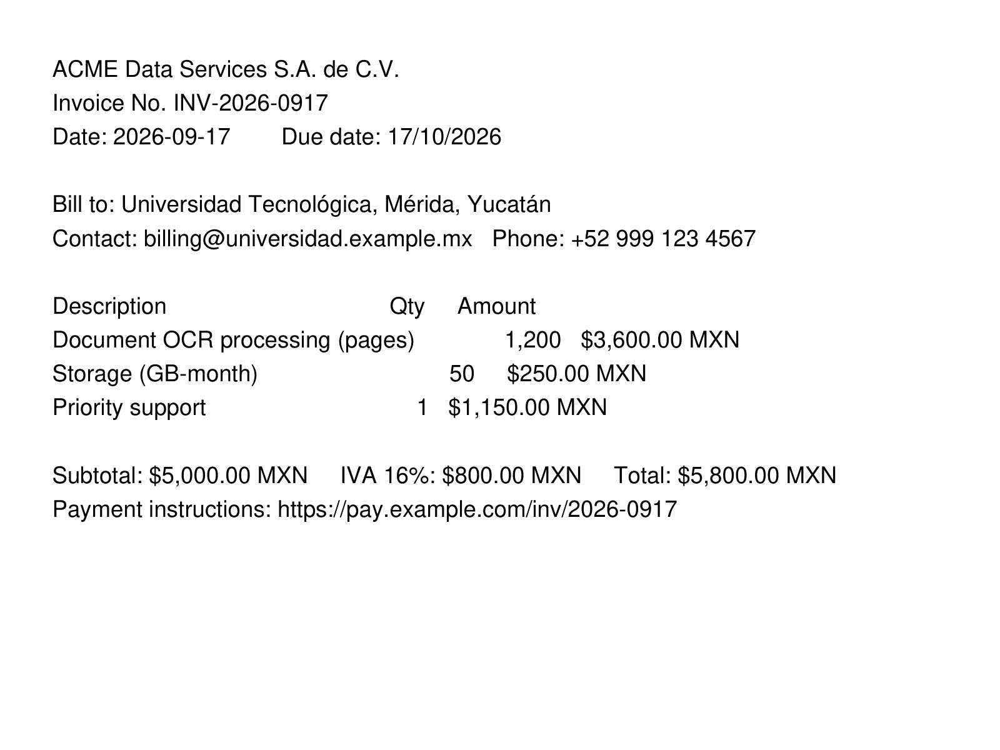 ACME Data Services S.A. de C.V.
Invoice No. INV-2026-0917
Date: 2026-09-17 Due date: 17/10/2026
Bill to: Universidad Tecnológica, Mérida, Yucatán
Contact: billing@universidad.example.mx Phone: +52 999 123 4567
Description Qty Amount
Document OCR processing (pages) 1,200 $3,600.00 MXN
Storage (GB-month) 50 $250.00 MXN
Priority support 1 $1,150.00 MXN
Subtotal: $5,000.00 MXN IVA 16%: $800.00 MXN Total: $5,800.00 MXN
Payment instructions: https://pay.example.com/inv/2026-0917